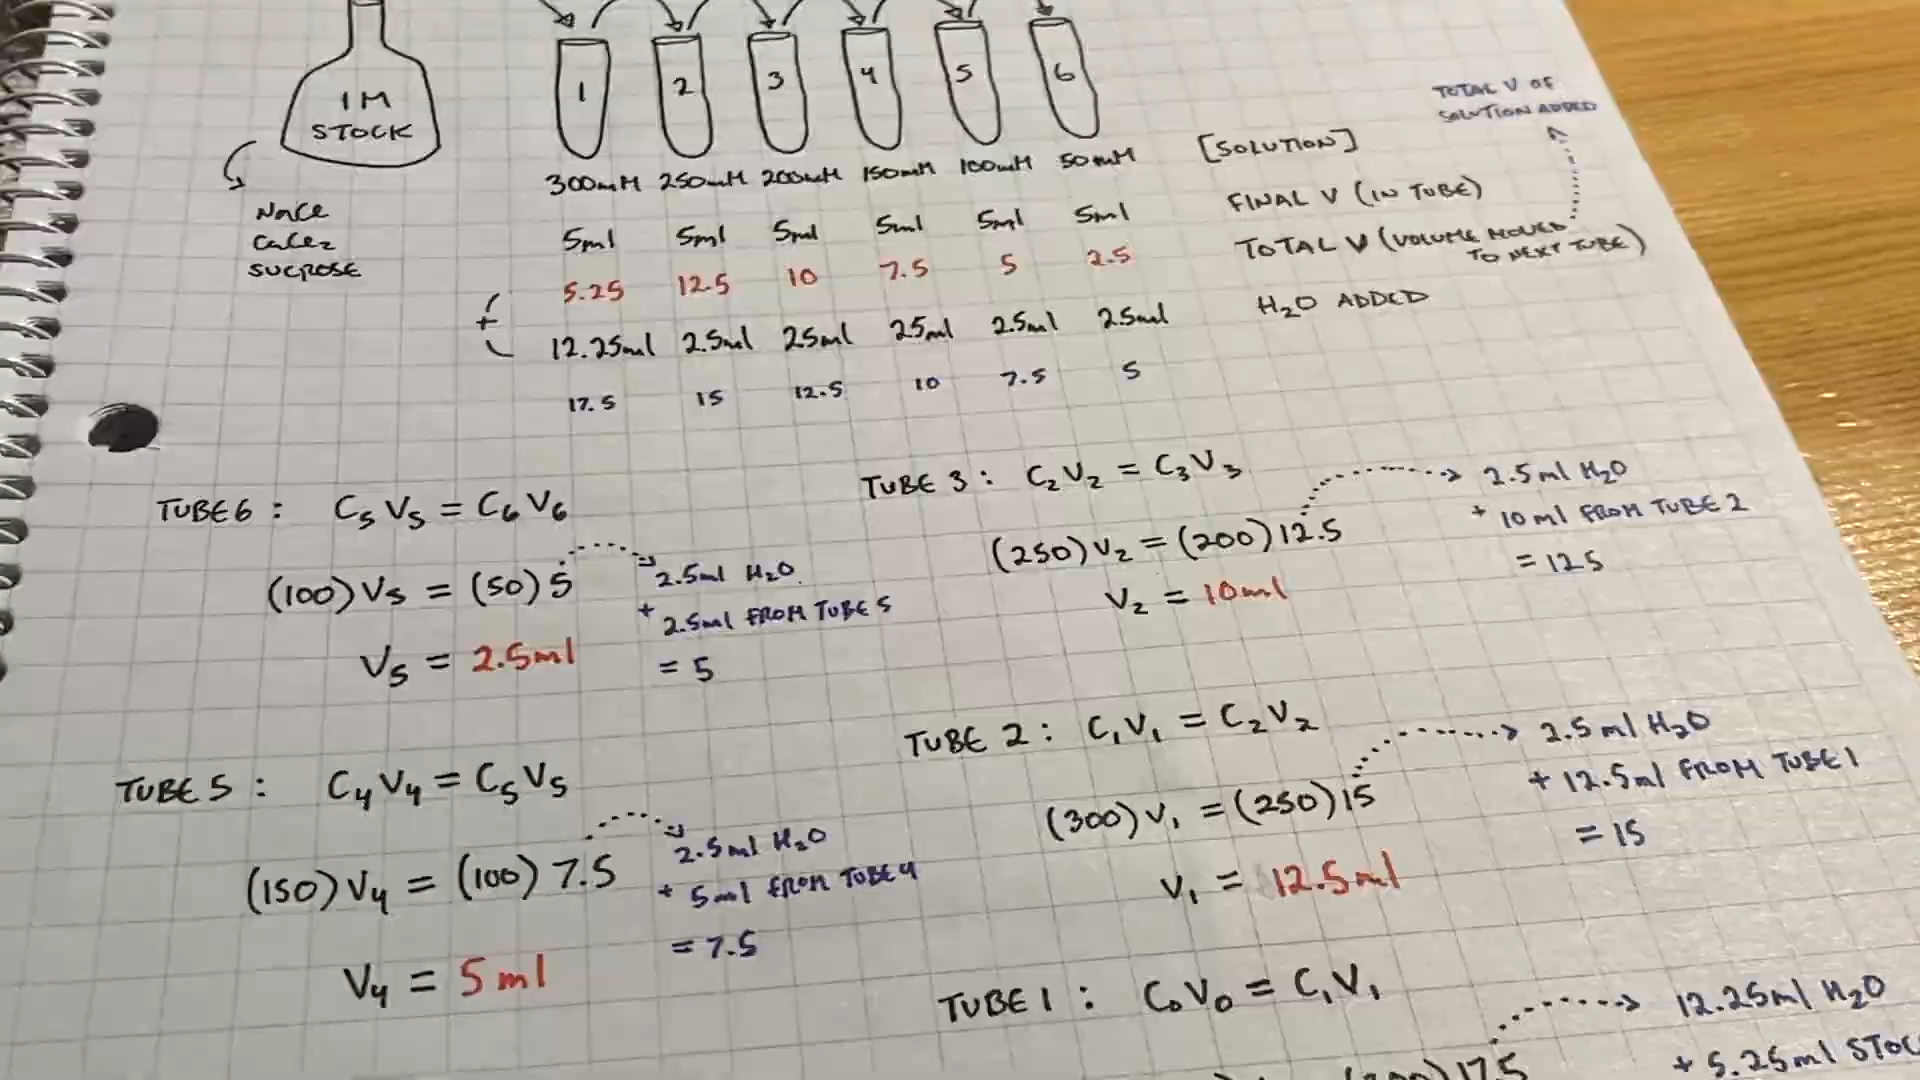 1M
STOCK
NaCl
CaCl2
SUCROSE
1 2 3 4 5 6
300mM 250mM 200mM 150mM 100mM 50mM [SOLUTION]
TOTAL V OF
SOLUTION ADDED
5ml 5ml 5ml 5ml 5ml 5ml FINAL V (IN TUBE)
5.25 12.5 10 7.5 5 2.5 TOTAL V (VOLUME MOVED
TO NEXT TUBE)
+ 12.25ml 2.5ml 25ml 25ml 2.5ml 2.5ml H2O ADDED
17.5 15 12.5 10 7.5 5
TUBE 6 : C5V5 = C6V6
(100)V5 = (50)5
2.5ml H2O
+ 2.5ml FROM TUBE 5
= 5
V5 = 2.5ml
TUBE 5 : C4V4 = C5V5
(150)V4 = (100)7.5
2.5ml H2O
+ 5ml FROM TUBE 4
= 7.5
V4 = 5ml
TUBE 3 : C2V2 = C3V3
(250)V2 = (200)12.5
2.5ml H2O
+ 10ml FROM TUBE 2
= 12.5
V2 = 10ml
TUBE 2 : C1V1 = C2V2
(300)V1 = (250)15
2.5ml H2O
+ 12.5ml FROM TUBE 1
= 15
V1 = 12.5ml
TUBE 1 : C0V0 = C1V1
17.5
12.25ml H2O
+ 5.25ml STOC